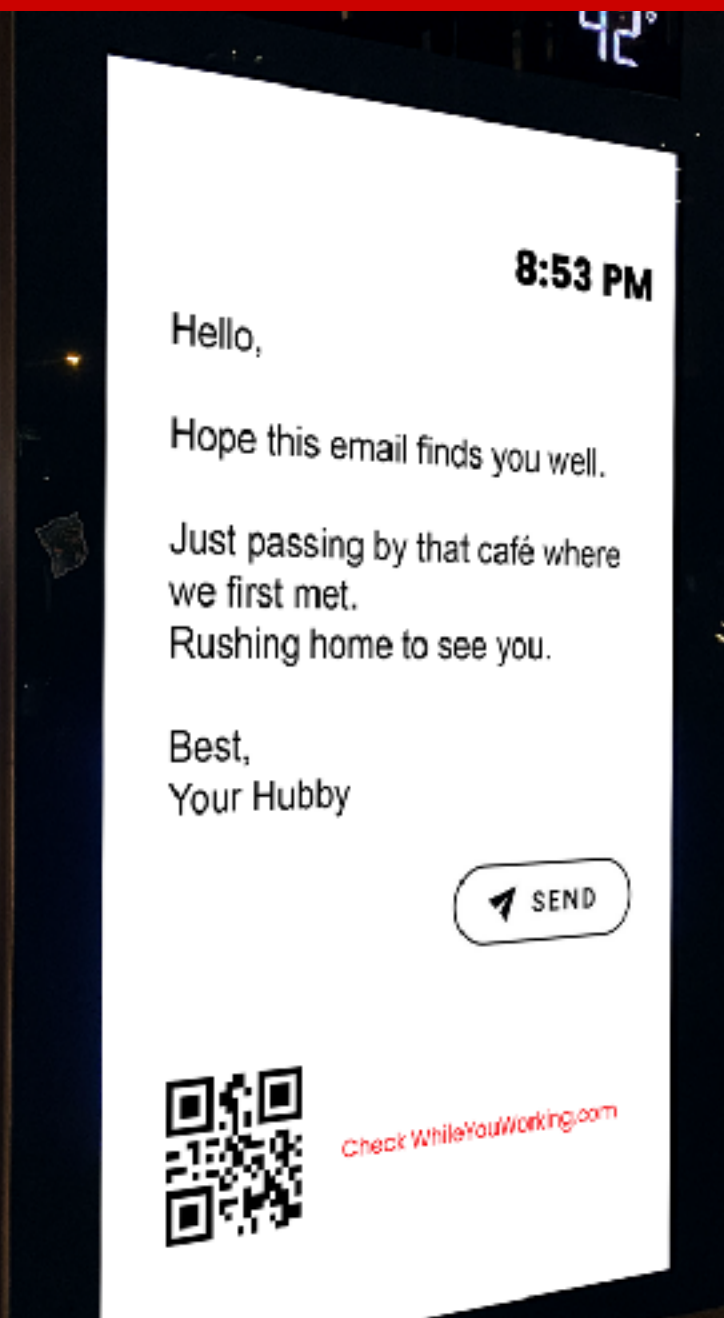 42°
8:53 PM
Hello,
Hope this email finds you well.
Just passing by that café where
we first met.
Rushing home to see you.
Best,
Your Hubby
SEND
Check WhileYouWorking.com